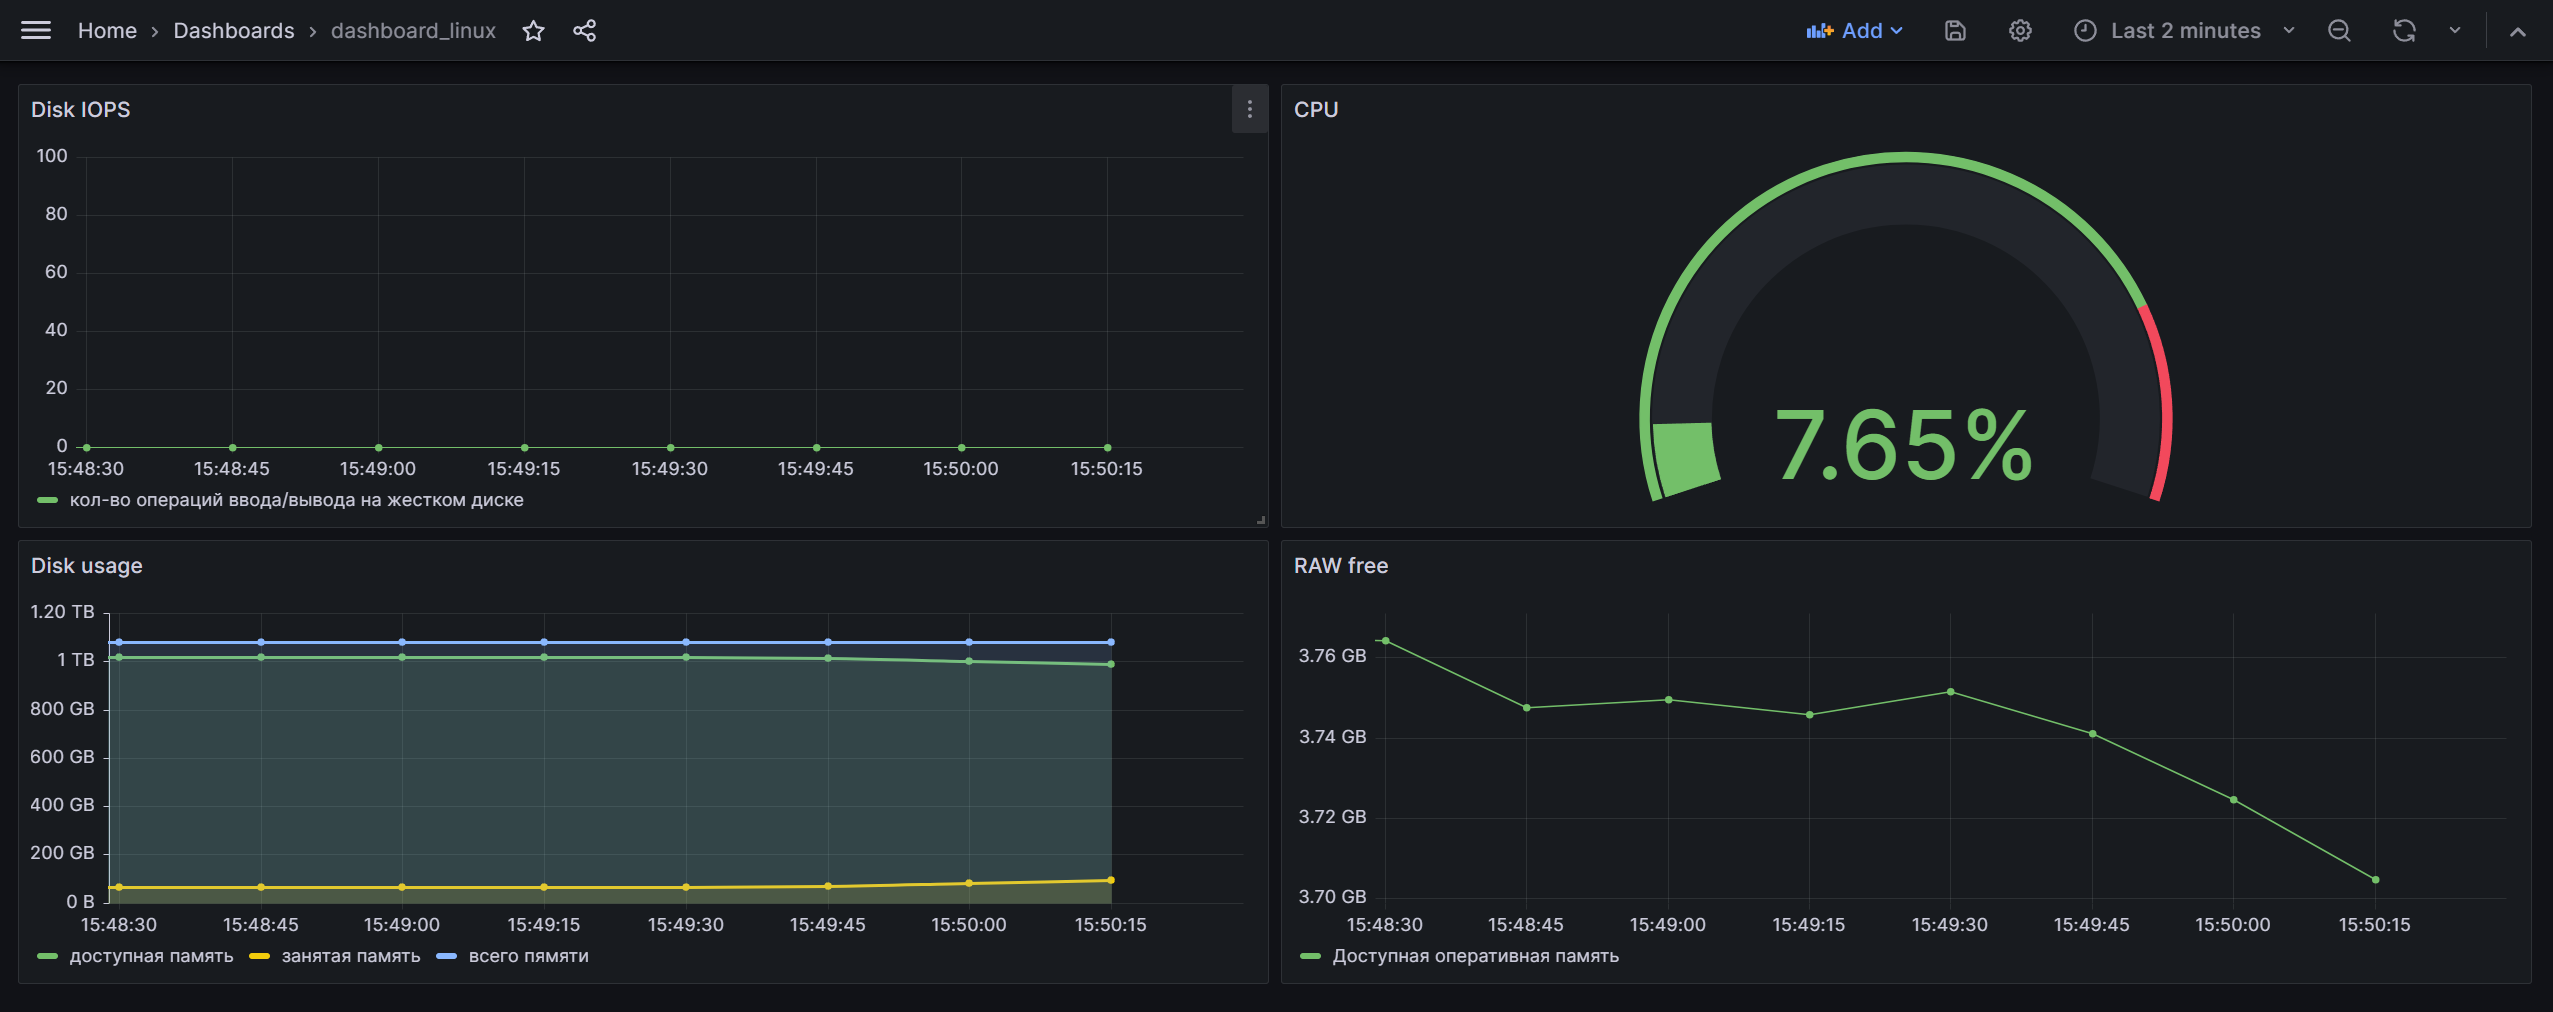 Home › Dashboards › dashboard_linux
Add
Last 2 minutes
Disk IOPS
100
80
60
40
20
0
15:48:30 15:48:45 15:49:00 15:49:15 15:49:30 15:49:45 15:50:00 15:50:15
кол-во операций ввода/вывода на жестком диске
CPU
7.65%
Disk usage
1.20 TB
1 TB
800 GB
600 GB
400 GB
200 GB
0 B
15:48:30 15:48:45 15:49:00 15:49:15 15:49:30 15:49:45 15:50:00 15:50:15
доступная память занятая память всего пямяти
RAW free
3.76 GB
3.74 GB
3.72 GB
3.70 GB
15:48:30 15:48:45 15:49:00 15:49:15 15:49:30 15:49:45 15:50:00 15:50:15
Доступная оперативная память